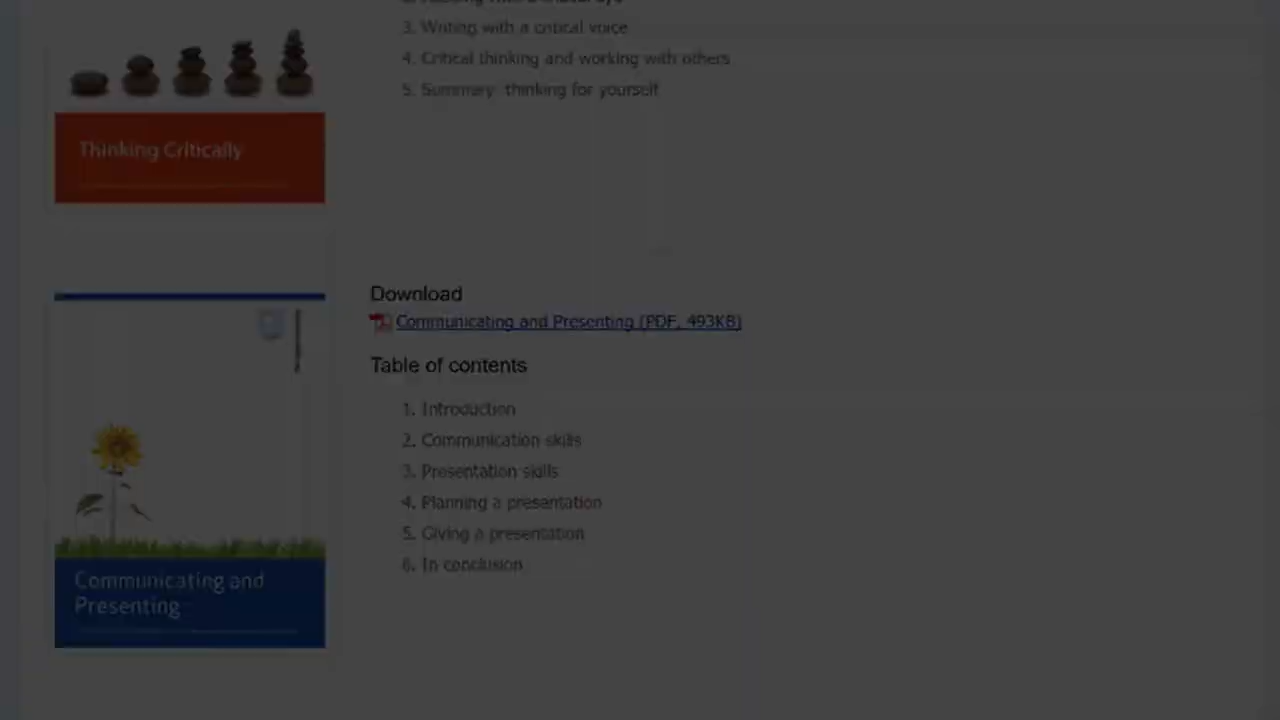 3. Writing with a critical voice
4. Critical thinking and working with others
5. Summary: thinking for yourself
Thinking Critically
Download
Communicating and Presenting (PDF, 493KB)
Table of contents
1. Introduction
2. Communication skills
3. Presentation skills
4. Planning a presentation
5. Giving a presentation
6. In conclusion
Communicating and
Presenting